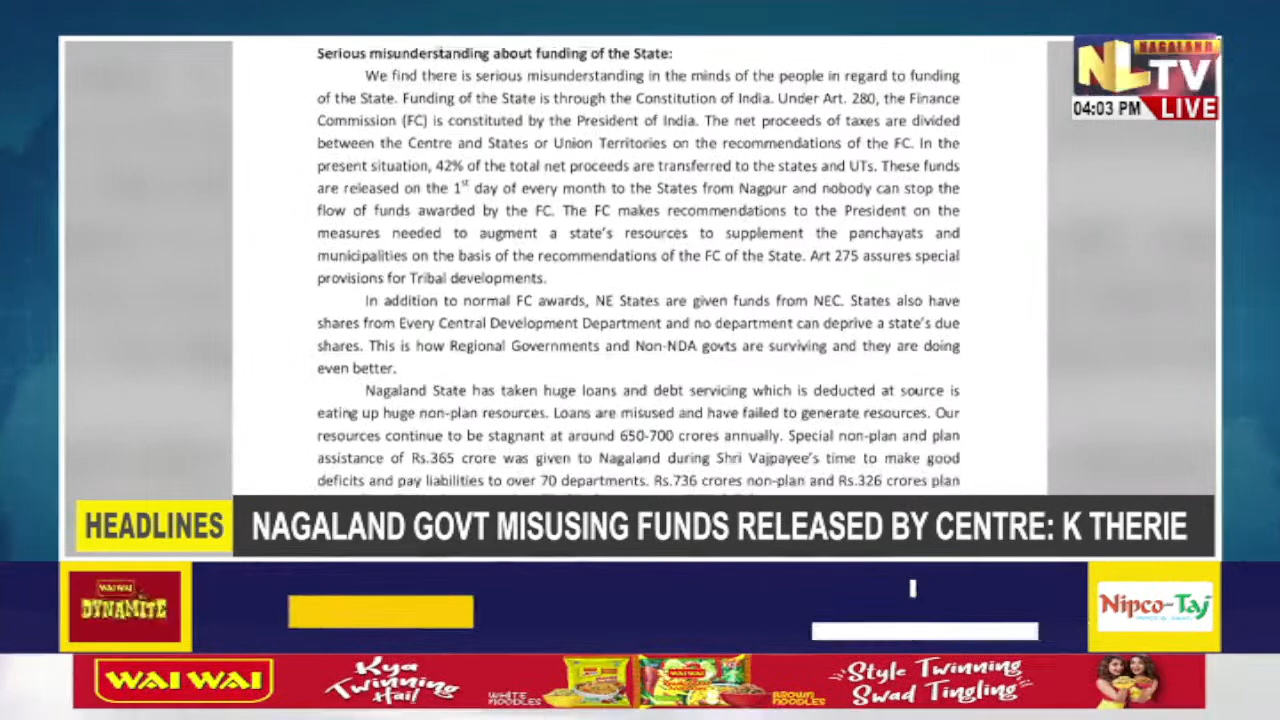 Serious misunderstanding about funding of the State:
We find there is serious misunderstanding in the minds of the people in regard to funding
of the State. Funding of the State is through the Constitution of India. Under Art. 280, the Finance
Commission (FC) is constituted by the President of India. The net proceeds of taxes are divided
between the Centre and States or Union Territories on the recommendations of the FC. In the
present situation, 42% of the total net proceeds are transferred to the states and UTs. These funds
are released on the 1st day of every month to the States from Nagpur and nobody can stop the
flow of funds awarded by the FC. The FC makes recommendations to the President on the
measures needed to augment a state's resources to supplement the panchayats and
municipalities on the basis of the recommendations of the FC of the State. Art 275 assures special
provisions for Tribal developments.
In addition to normal FC awards, NE States are given funds from NEC. States also have
shares from Every Central Development Department and no department can deprive a state's due
shares. This is how Regional Governments and Non-NDA govts are surviving and they are doing
even better.
Nagaland State has taken huge loans and debt servicing which is deducted at source is
eating up huge non-plan resources. Loans are misused and have failed to generate resources. Our
resources continue to be stagnant at around 650-700 crores annually. Special non-plan and plan
assistance of Rs.365 crore was given to Nagaland during Shri Vajpayee's time to make good
deficits and pay liabilities to over 70 departments. Rs.736 crores non-plan and Rs.326 crores plan
NAGALAND
NLTV
04:03 PM LIVE
HEADLINES NAGALAND GOVT MISUSING FUNDS RELEASED BY CENTRE: K THERIE
WAI WAI
DYNAMITE
Nipco-Taj
WAI WAI
Kya
Twinning
Hai!
WHITE
NOODLES
BROWN
NOODLES
Style Twinning
Swad Tingling